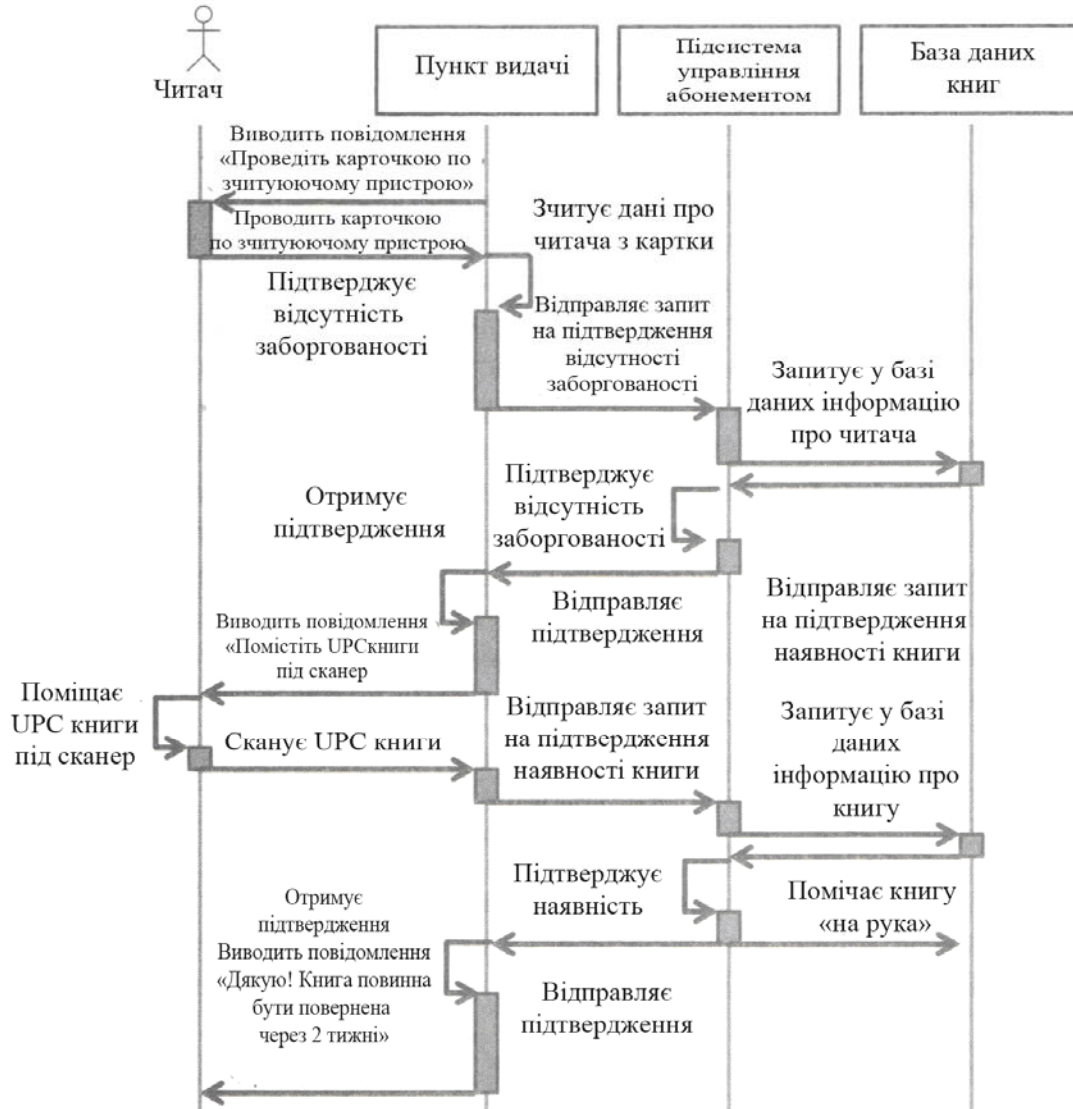 Читач
Пункт видачі
Підсистема
управління
абонементом
База даних
книг
Виводить повідомлення
«Проведіть карточкою по
зчитуюючому пристрою»
Проводить карточкою
по зчитуюючому пристрою
Зчитує дані про
читача з картки
Підтверджує
відсутність
заборгованості
Відправляє запит
на підтвердження
відсутності
заборгованості
Запитує у базі
даних інформацію
про читача
Отримує
підтвердження
Підтверджує
відсутність
заборгованості
Відправляє
підтвердження
Відправляє запит
на підтвердження
наявності книги
Виводить повідомлення
«Помістіть UPCкниги
під сканер
Поміщає
UPC книги
під сканер
Сканує UPC книги
Відправляє запит
на підтвердження
наявності книги
Запитує у базі
даних
інформацію про
книгу
Підтверджує
наявність
Помічає книгу
«на рука»
Отримує
підтвердження
Виводить повідомлення
«Дякую! Книга повинна
бути повернена
через 2 тижні»
Відправляє
підтвердження